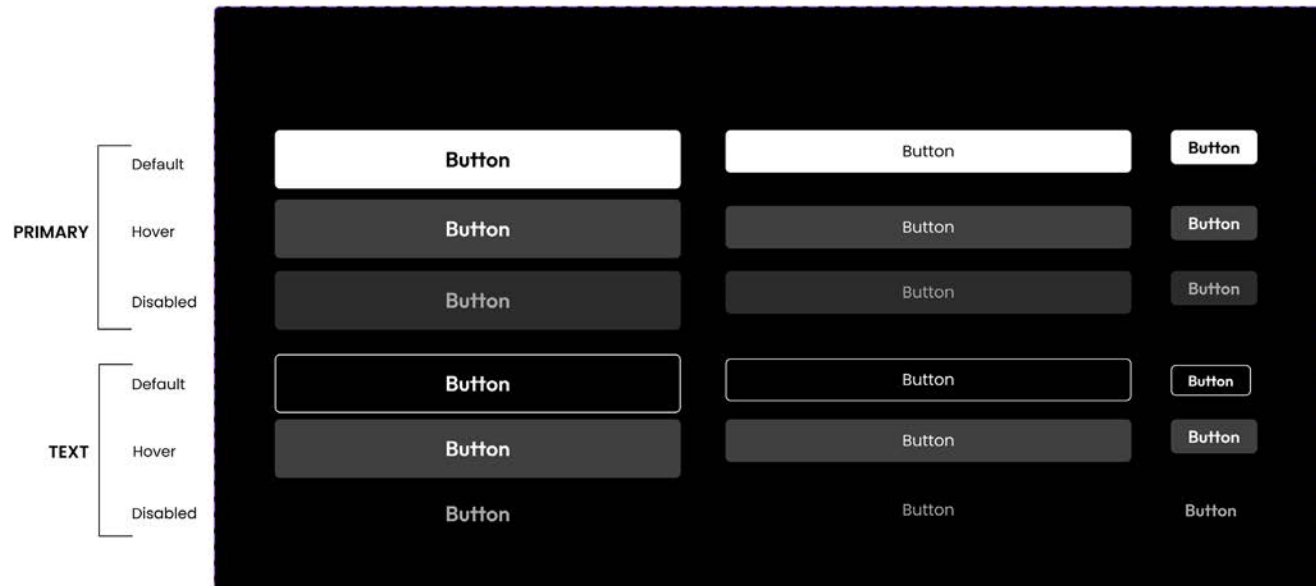 Default Button Button Button
PRIMARY Hover Button Button Button
Disabled Button Button Button
Default Button Button Button
TEXT Hover Button Button Button
Disabled Button Button Button